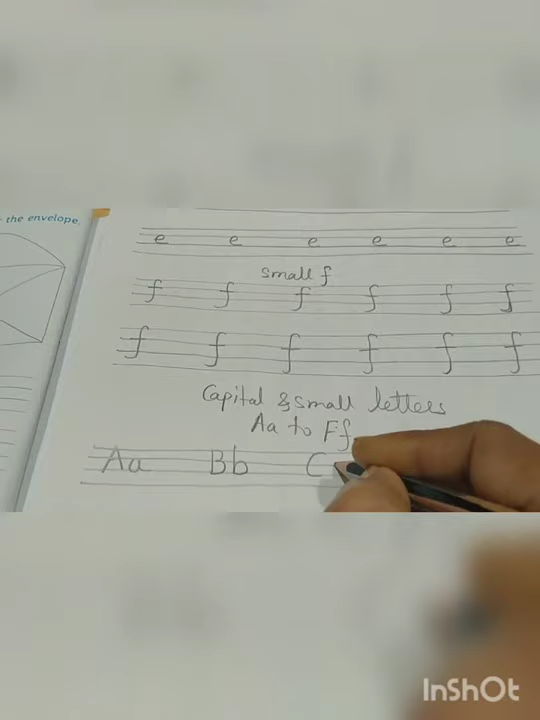 the envelope.
e e e e e e
small f
f f f f f f
f f f f f f
Capital & small letters
Aa to Ff
Aa Bb C
InShOt